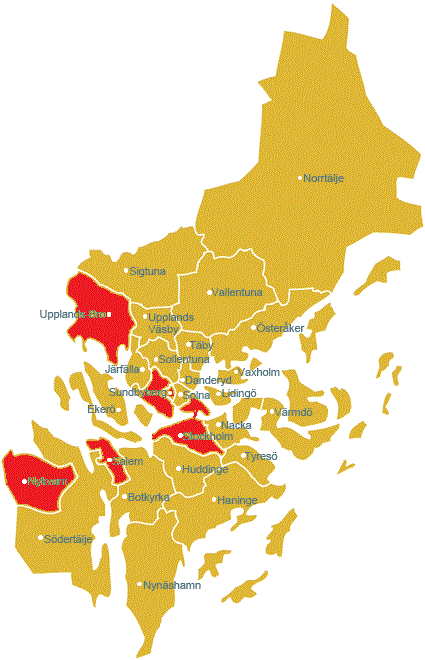 Norrtälje
Sigtuna
Vallentuna
Upplands-Bro
Upplands
Väsby
Österåker
Täby
Sollentuna
Järfälla
Vaxholm
Danderyd
Sundbyberg
Solna
Lidingö
Ekerö
Värmdö
Nacka
Stockholm
Tyresö
Salern
Huddinge
Nykvarn
Botkyrka
Haninge
Södertälje
Nynäshamn